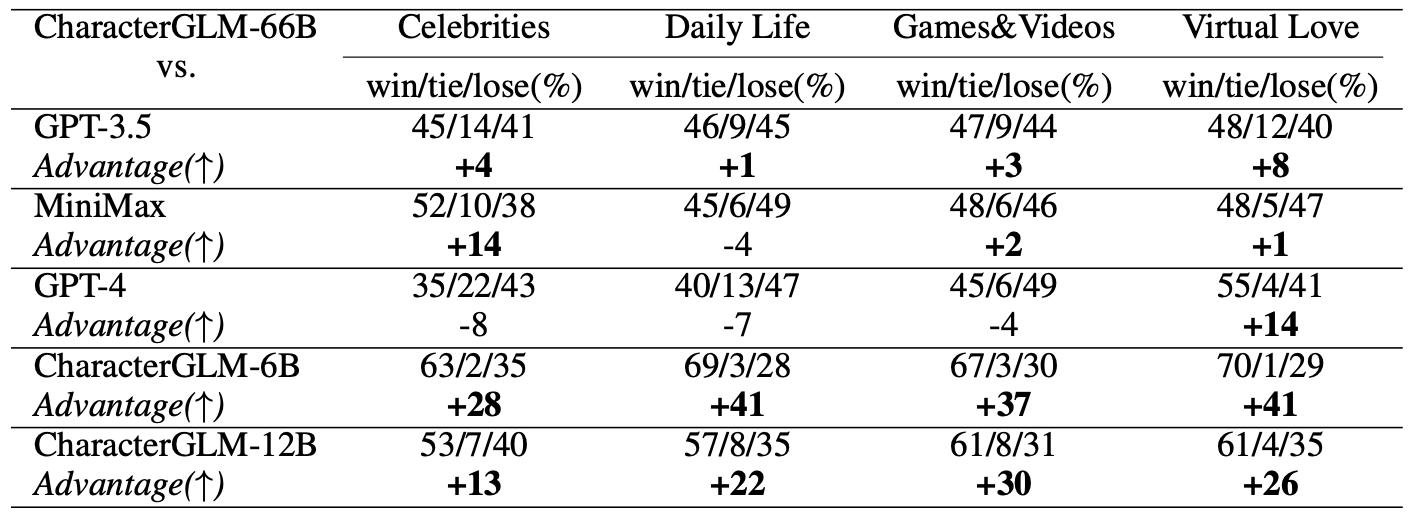 CharacterGLM-66B Celebrities Daily Life Games&Videos Virtual Love
vs. win/tie/lose(%) win/tie/lose(%) win/tie/lose(%) win/tie/lose(%)
GPT-3.5 45/14/41 46/9/45 47/9/44 48/12/40
Advantage(↑) +4 +1 +3 +8
MiniMax 52/10/38 45/6/49 48/6/46 48/5/47
Advantage(↑) +14 -4 +2 +1
GPT-4 35/22/43 40/13/47 45/6/49 55/4/41
Advantage(↑) -8 -7 -4 +14
CharacterGLM-6B 63/2/35 69/3/28 67/3/30 70/1/29
Advantage(↑) +28 +41 +37 +41
CharacterGLM-12B 53/7/40 57/8/35 61/8/31 61/4/35
Advantage(↑) +13 +22 +30 +26